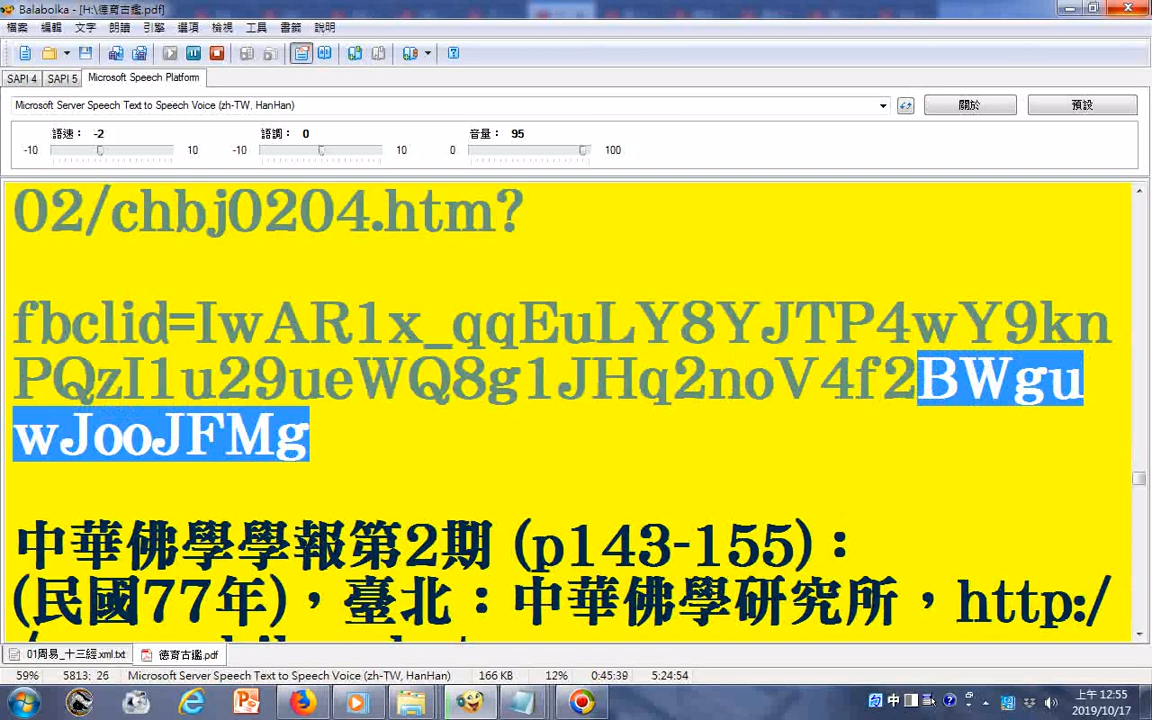 Balabolka - [H:\德育古鑑.pdf]
檔案 編輯 文字 朗讀 引擎 選項 檢視 工具 書籤 說明
SAPI 4 SAPI 5 Microsoft Speech Platform
Microsoft Server Speech Text to Speech Voice (zh-TW, HanHan) 關於 預設
語速： -2 語調： 0 音量： 95
-10 10 -10 10 0 100
02/chbj0204.htm?
fbclid=IwAR1x_qqEuLY8YJTP4wY9kn
PQzI1u29ueWQ8g1JHq2noV4f2BWgu
wJooJFMg
中華佛學學報第2期 (p143-155)：
(民國77年)，臺北：中華佛學研究所，http:/
01周易_十三經.xml.txt 德育古鑑.pdf
59% 5813: 26 Microsoft Server Speech Text to Speech Voice (zh-TW, HanHan) 166 KB 12% 0:45:39 5:24:54
中 上午 12:55
2019/10/17